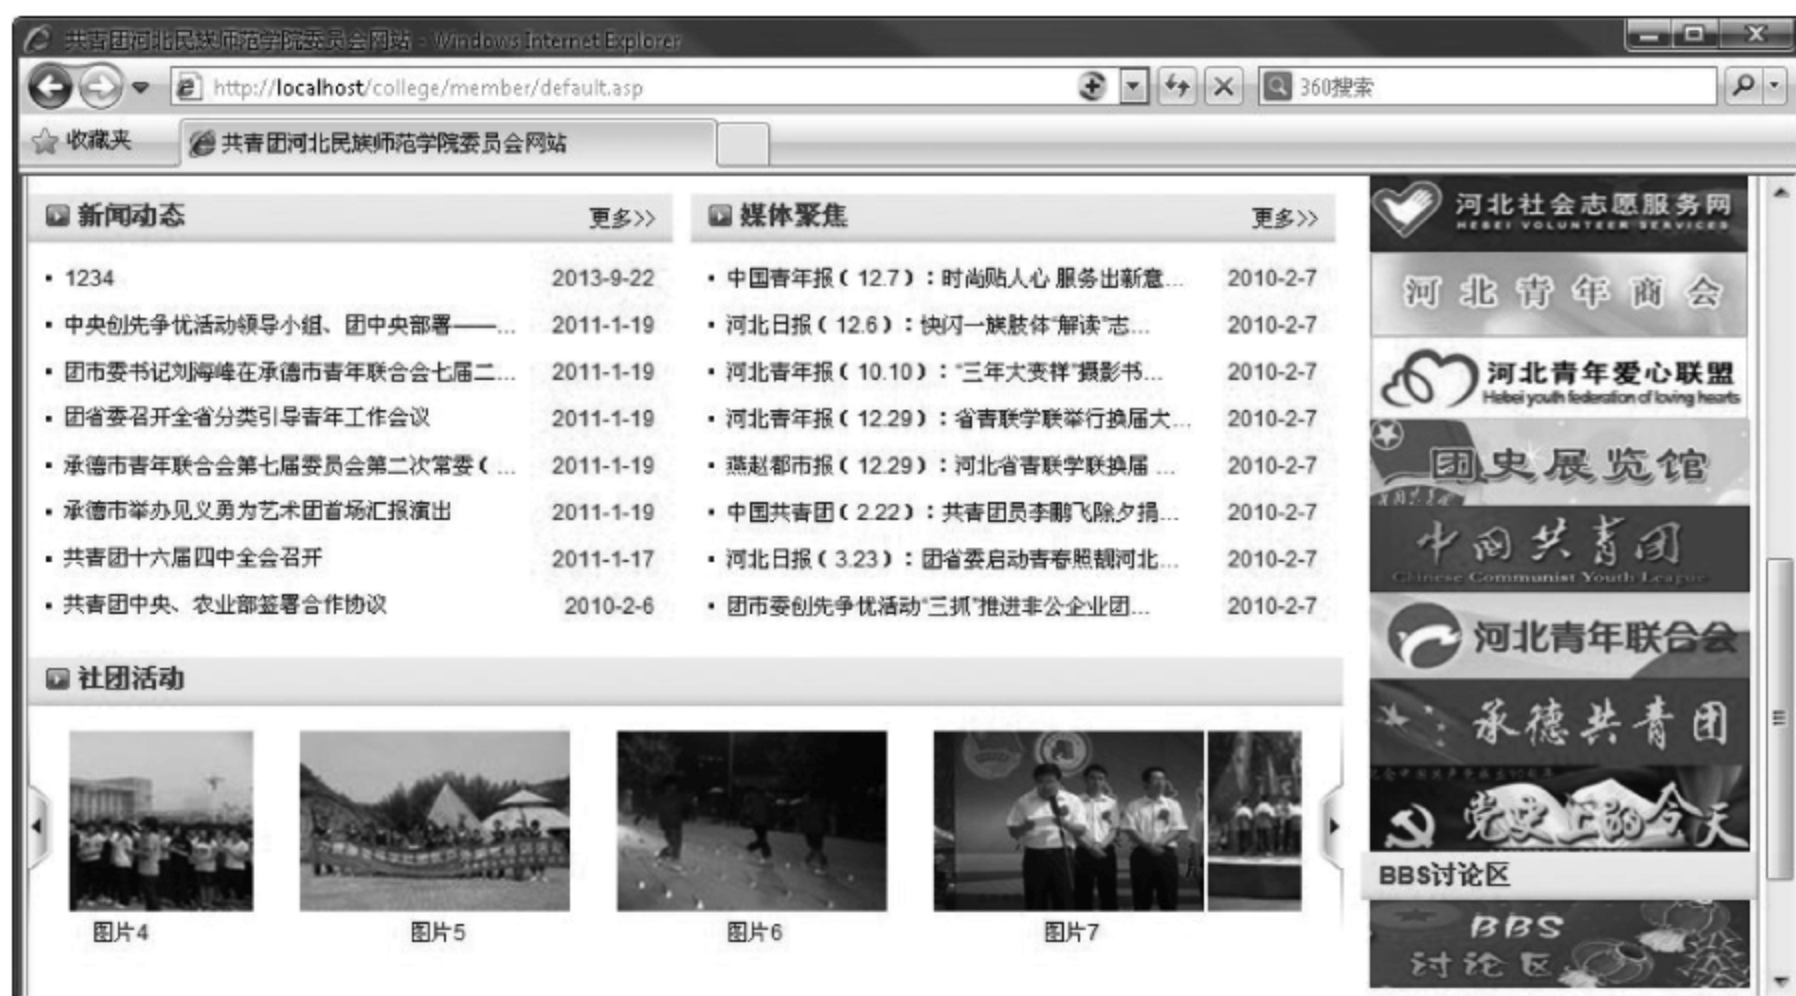 共青团河北民族师范学院委员会网站 - Windows Internet Explorer
http://localhost/college/member/default.asp
360搜索
收藏夹
共青团河北民族师范学院委员会网站
新闻动态
更多>>
1234 2013-9-22
中央创先争优活动领导小组、团中央部署——... 2011-1-19
团市委书记刘海峰在承德市青年联合会七届二... 2011-1-19
团省委召开全省分类引导青年工作会议 2011-1-19
承德市青年联合会第七届委员会第二次常委(... 2011-1-19
承德市举办见义勇为艺术团首场汇报演出 2011-1-19
共青团十六届四中全会召开 2011-1-17
共青团中央、农业部签署合作协议 2010-2-6
媒体聚焦
更多>>
中国青年报(12.7):时尚贴人心 服务出新意... 2010-2-7
河北日报(12.6):快闪一族肢体"解读"志... 2010-2-7
河北青年报(10.10):"三年大变样"摄影书... 2010-2-7
河北青年报(12.29):省青联学联举行换届大... 2010-2-7
燕赵都市报(12.29):河北省青联学联换届 ... 2010-2-7
中国共青团(2.22):共青团员李鹏飞除夕捐... 2010-2-7
河北日报(3.23):团省委启动青春照靓河北... 2010-2-7
团市委创先争优活动"三抓"推进非公企业团... 2010-2-7
社团活动
图片4
图片5
图片6
图片7
河北社会志愿服务网
HEBEI VOLUNTEER SERVICES
河北青年商会
河北青年爱心联盟
Hebei youth federation of loving hearts
团史展览馆
中国共青团
Chinese Communist Youth League
河北青年联合会
承德共青团
党史上的今天
BBS讨论区
BBS
讨论区